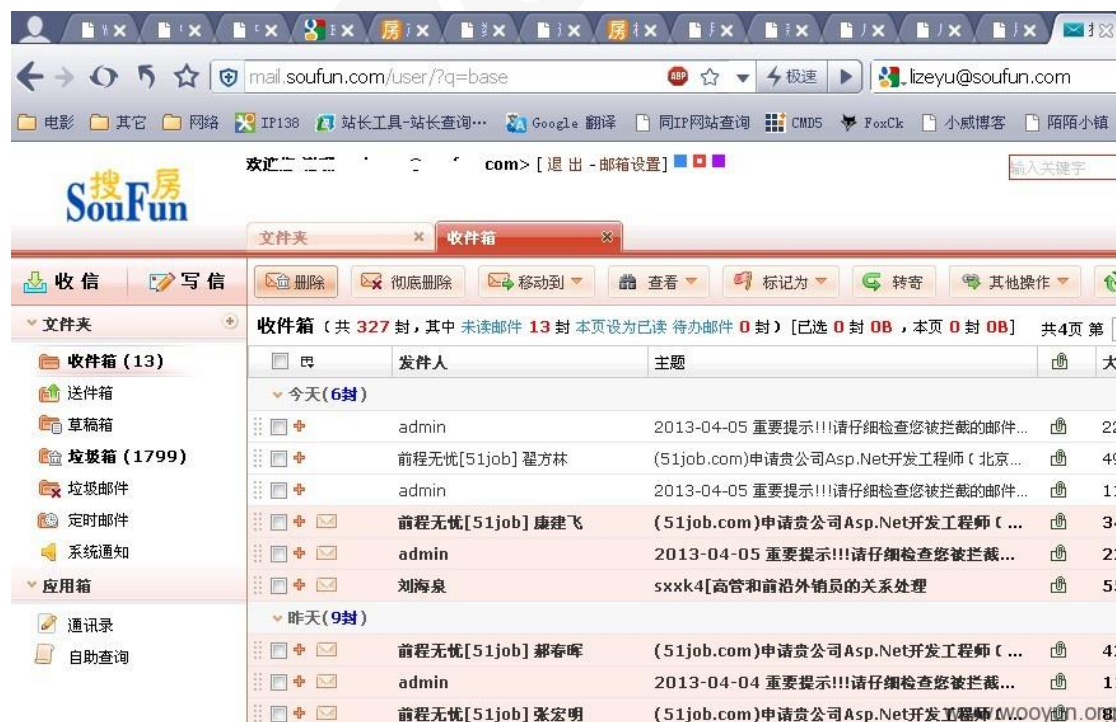 mail.soufun.com/user/?q=base ABP 极速 lizeyu@soufun.com
电影 其它 网络 IP138 站长工具-站长查询… Google 翻译 同IP网站查询 CMD5 FoxCk 小威博客 陌陌小镇
com> [ 退 出 - 邮箱设置] 输入关键字
搜房
SouFun
文件夹 收件箱
收 信 写 信 删除 彻底删除 移动到 查看 标记为 转寄 其他操作
文件夹
收件箱 ( 共 327 封 , 其中 未读邮件 13 封 本页设为已读 待办邮件 0 封 ) [已选 0 封 0B , 本页 0 封 0B] 共4页 第
收件箱 (13)
送件箱
草稿箱
垃圾箱 (1799)
垃圾邮件
定时邮件
系统通知
应用箱
通讯录
自助查询
发件人 主题 大
今天(6封)
admin 2013-04-05 重要提示!!!请仔细检查您被拦截的邮件...
前程无忧[51job] 翟方林 (51job.com)申请贵公司Asp.Net开发工程师 ( 北京...
admin 2013-04-05 重要提示!!!请仔细检查您被拦截的邮件...
前程无忧[51job] 康建飞 (51job.com)申请贵公司Asp.Net开发工程师 ( ...
admin 2013-04-05 重要提示!!!请仔细检查您被拦截...
刘海泉 sxxk4[高管和前沿外销员的关系处理
昨天(9封)
前程无忧[51job] 郝春晖 (51job.com)申请贵公司Asp.Net开发工程师 ( ...
admin 2013-04-04 重要提示!!!请仔细检查您被拦截...
前程无忧[51job] 张宏明 (51job.com)申请贵公司Asp.Net开发工程师 (
www.wooyun.org